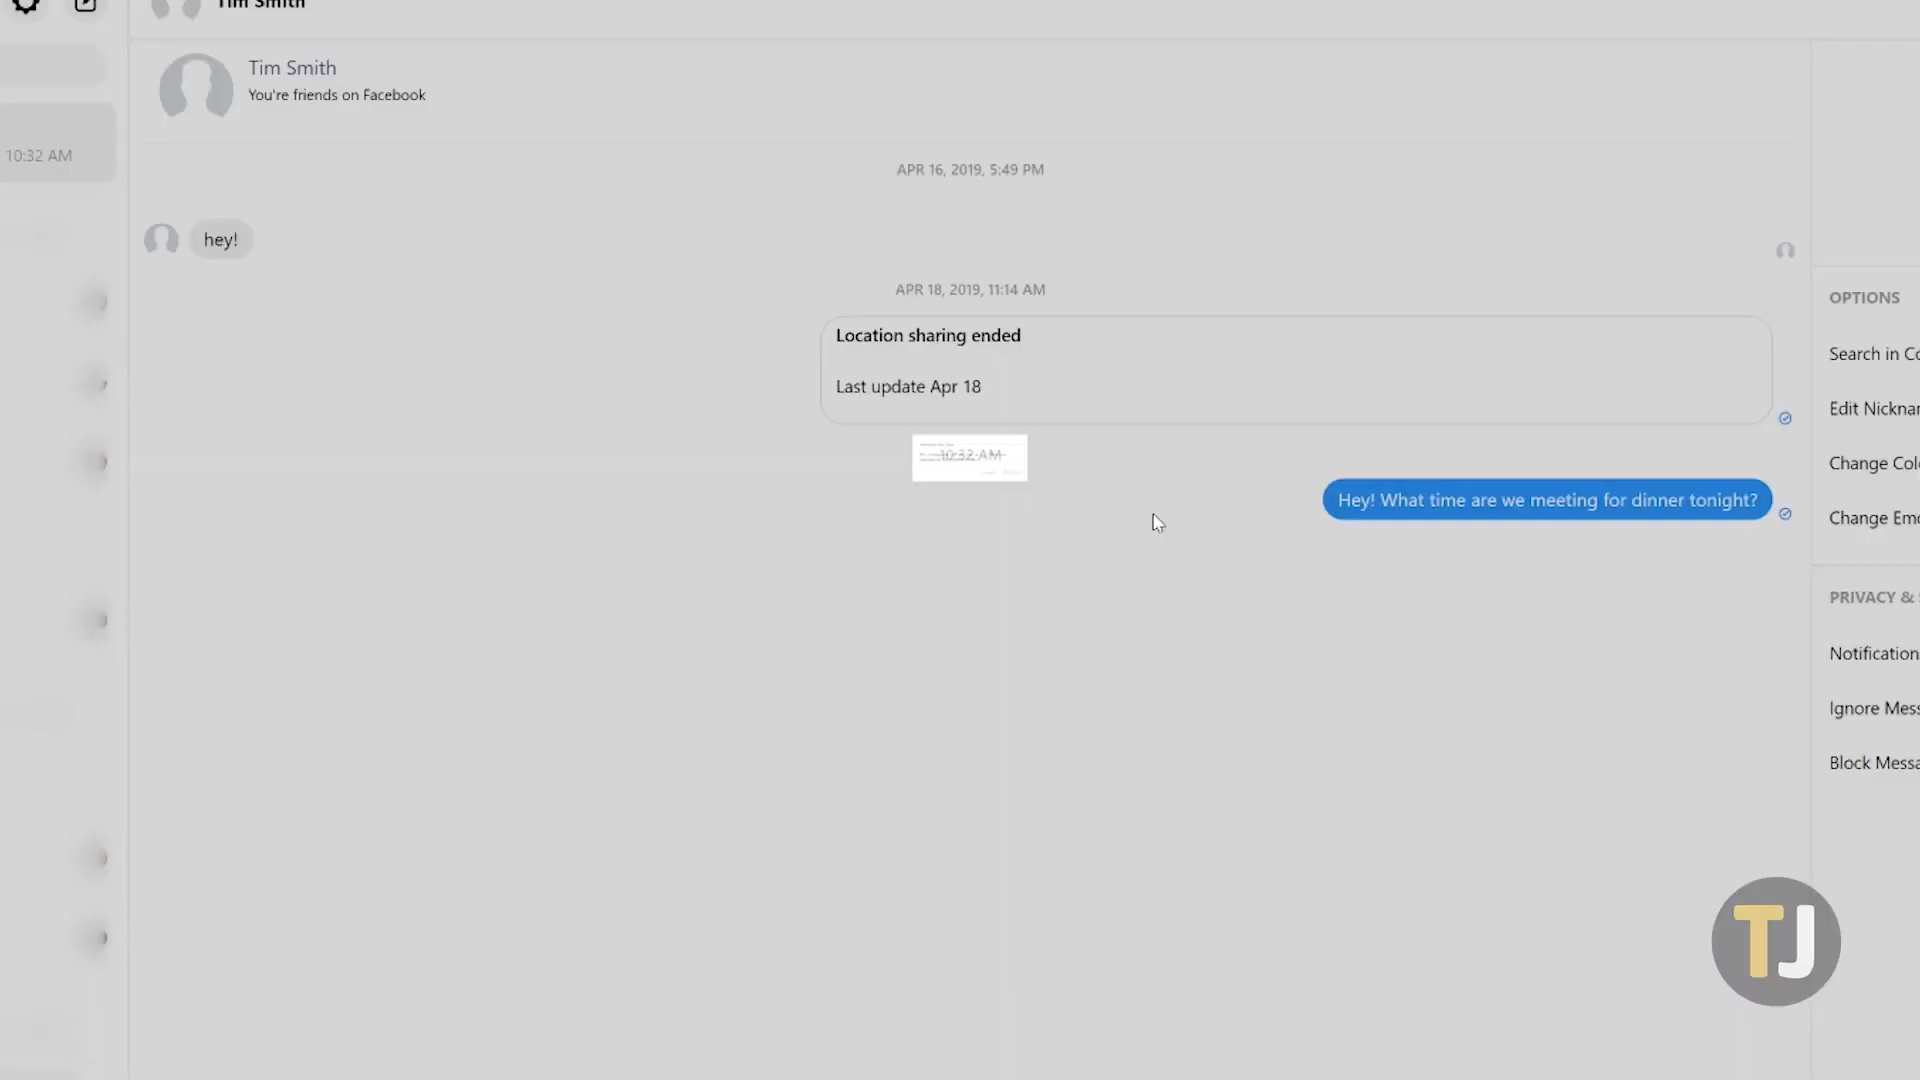 Tim Smith
Tim Smith
You're friends on Facebook
10:32 AM
APR 16, 2019, 5:49 PM
hey!
APR 18, 2019, 11:14 AM
Location sharing ended
Last update Apr 18
10:32 AM
Hey! What time are we meeting for dinner tonight?
OPTIONS
Search in Co
Edit Nicknar
Change Col
Change Emo
PRIVACY &
Notification
Ignore Mess
Block Messa
TJ